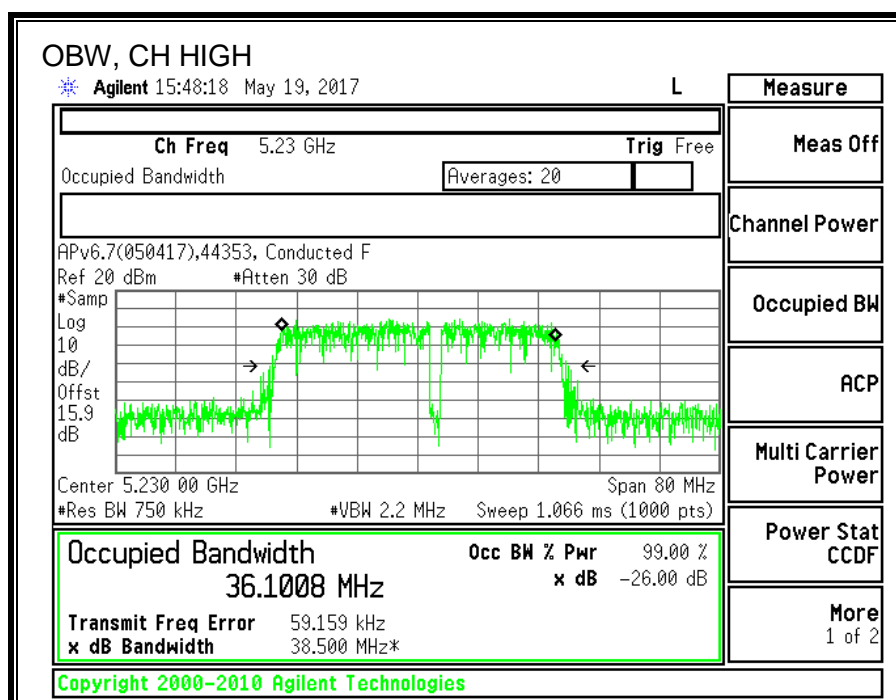 OBW, CH HIGH
Agilent 15:48:18 May 19, 2017 L
Measure
Ch Freq 5.23 GHz Trig Free
Occupied Bandwidth Averages: 20
APv6.7(050417),44353, Conducted F
Ref 20 dBm #Atten 30 dB
#Samp
Log
10
dB/
Offst
15.9
dB
Center 5.230 00 GHz Span 80 MHz
#Res BW 750 kHz #VBW 2.2 MHz Sweep 1.066 ms (1000 pts)
Occupied Bandwidth Occ BW % Pwr 99.00 %
36.1008 MHz x dB -26.00 dB
Transmit Freq Error 59.159 kHz
x dB Bandwidth 38.500 MHz*
Copyright 2000-2010 Agilent Technologies
Meas Off
Channel Power
Occupied BW
ACP
Multi Carrier
Power
Power Stat
CCDF
More
1 of 2